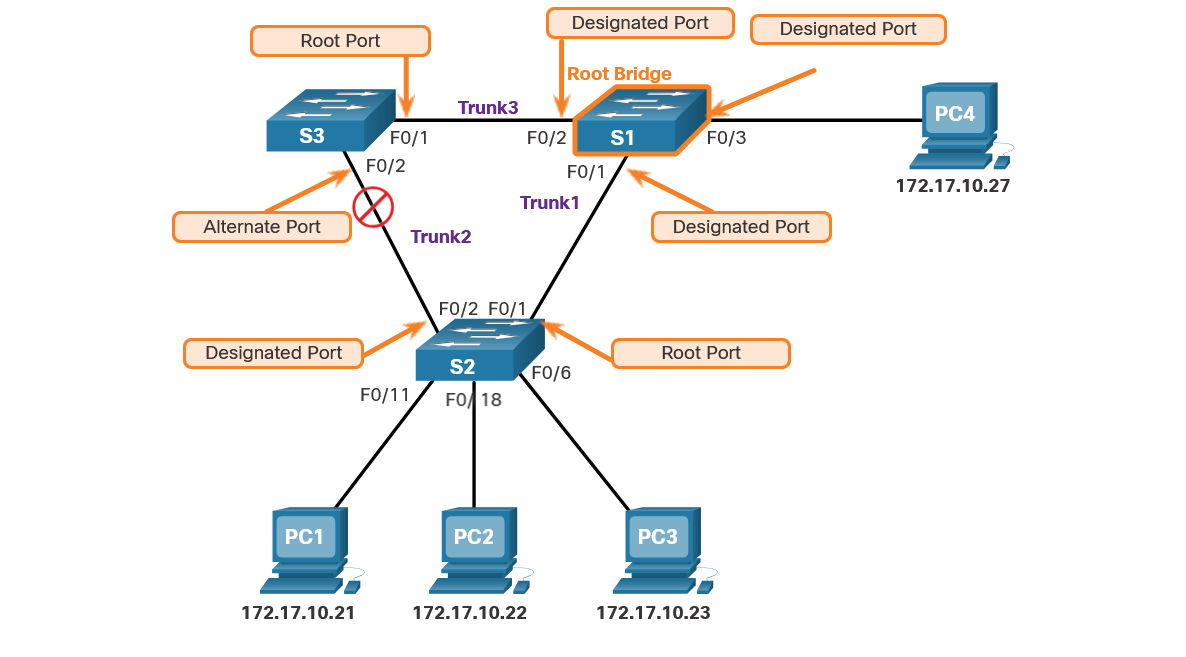 Designated Port
Designated Port
Root Port
Root Bridge
Trunk3
S3
F0/1
F0/2
S1
F0/3
PC4
F0/2
F0/1
172.17.10.27
Trunk1
Alternate Port
Designated Port
Trunk2
F0/2 F0/1
Designated Port
Root Port
S2
F0/6
F0/11
F0/ 18
PC1
PC2
PC3
172.17.10.21
172.17.10.22
172.17.10.23